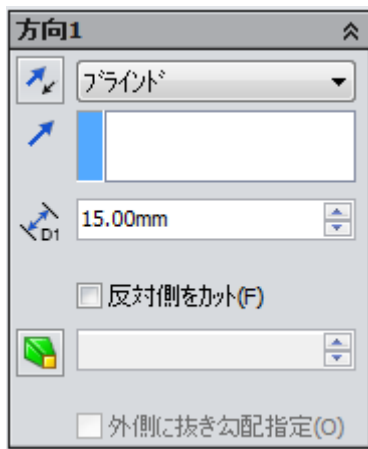 方向1
ﾌﾞﾗｲﾝﾄﾞ
D1
15.00mm
反対側をｶｯﾄ(F)
外側に抜き勾配指定(O)